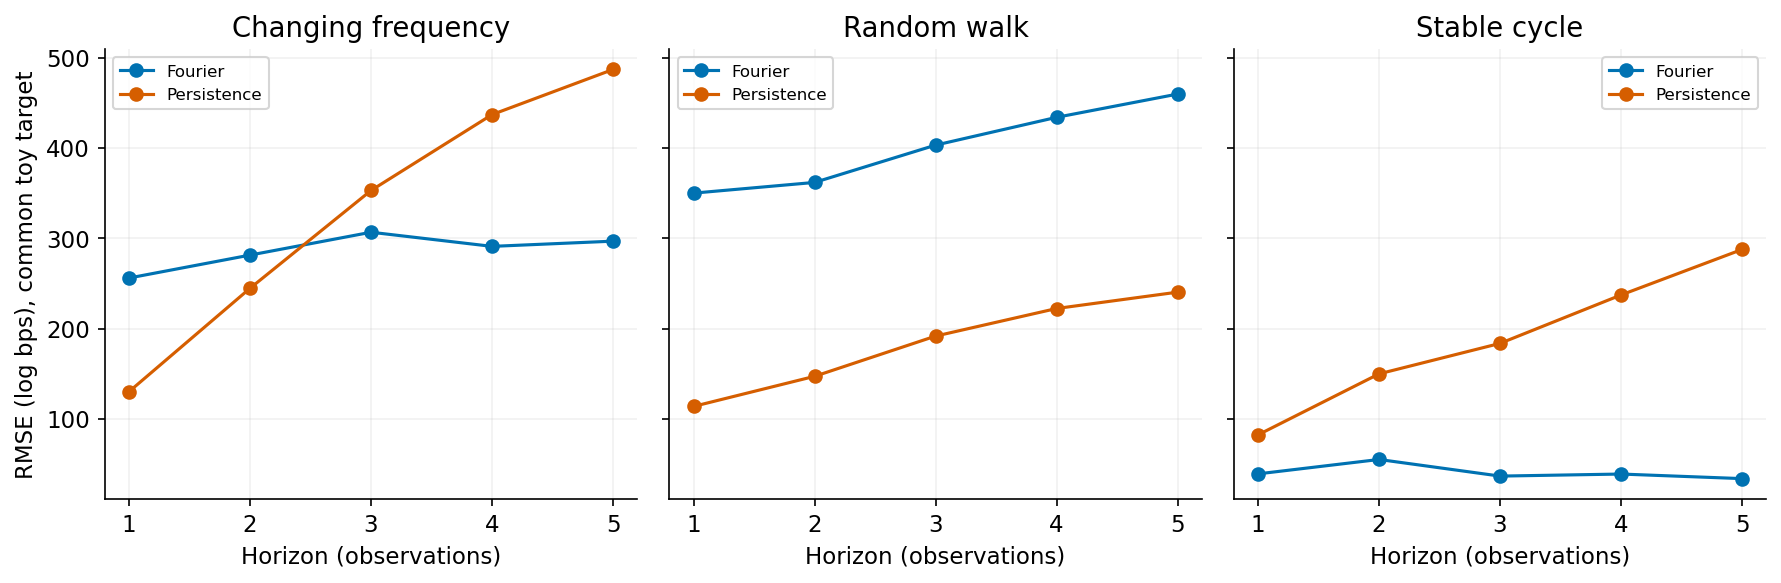 Changing frequency
Random walk
Stable cycle
RMSE (log bps), common toy target
500
400
300
200
100
Fourier
Persistence
Fourier
Persistence
Fourier
Persistence
1 2 3 4 5
1 2 3 4 5
1 2 3 4 5
Horizon (observations)
Horizon (observations)
Horizon (observations)